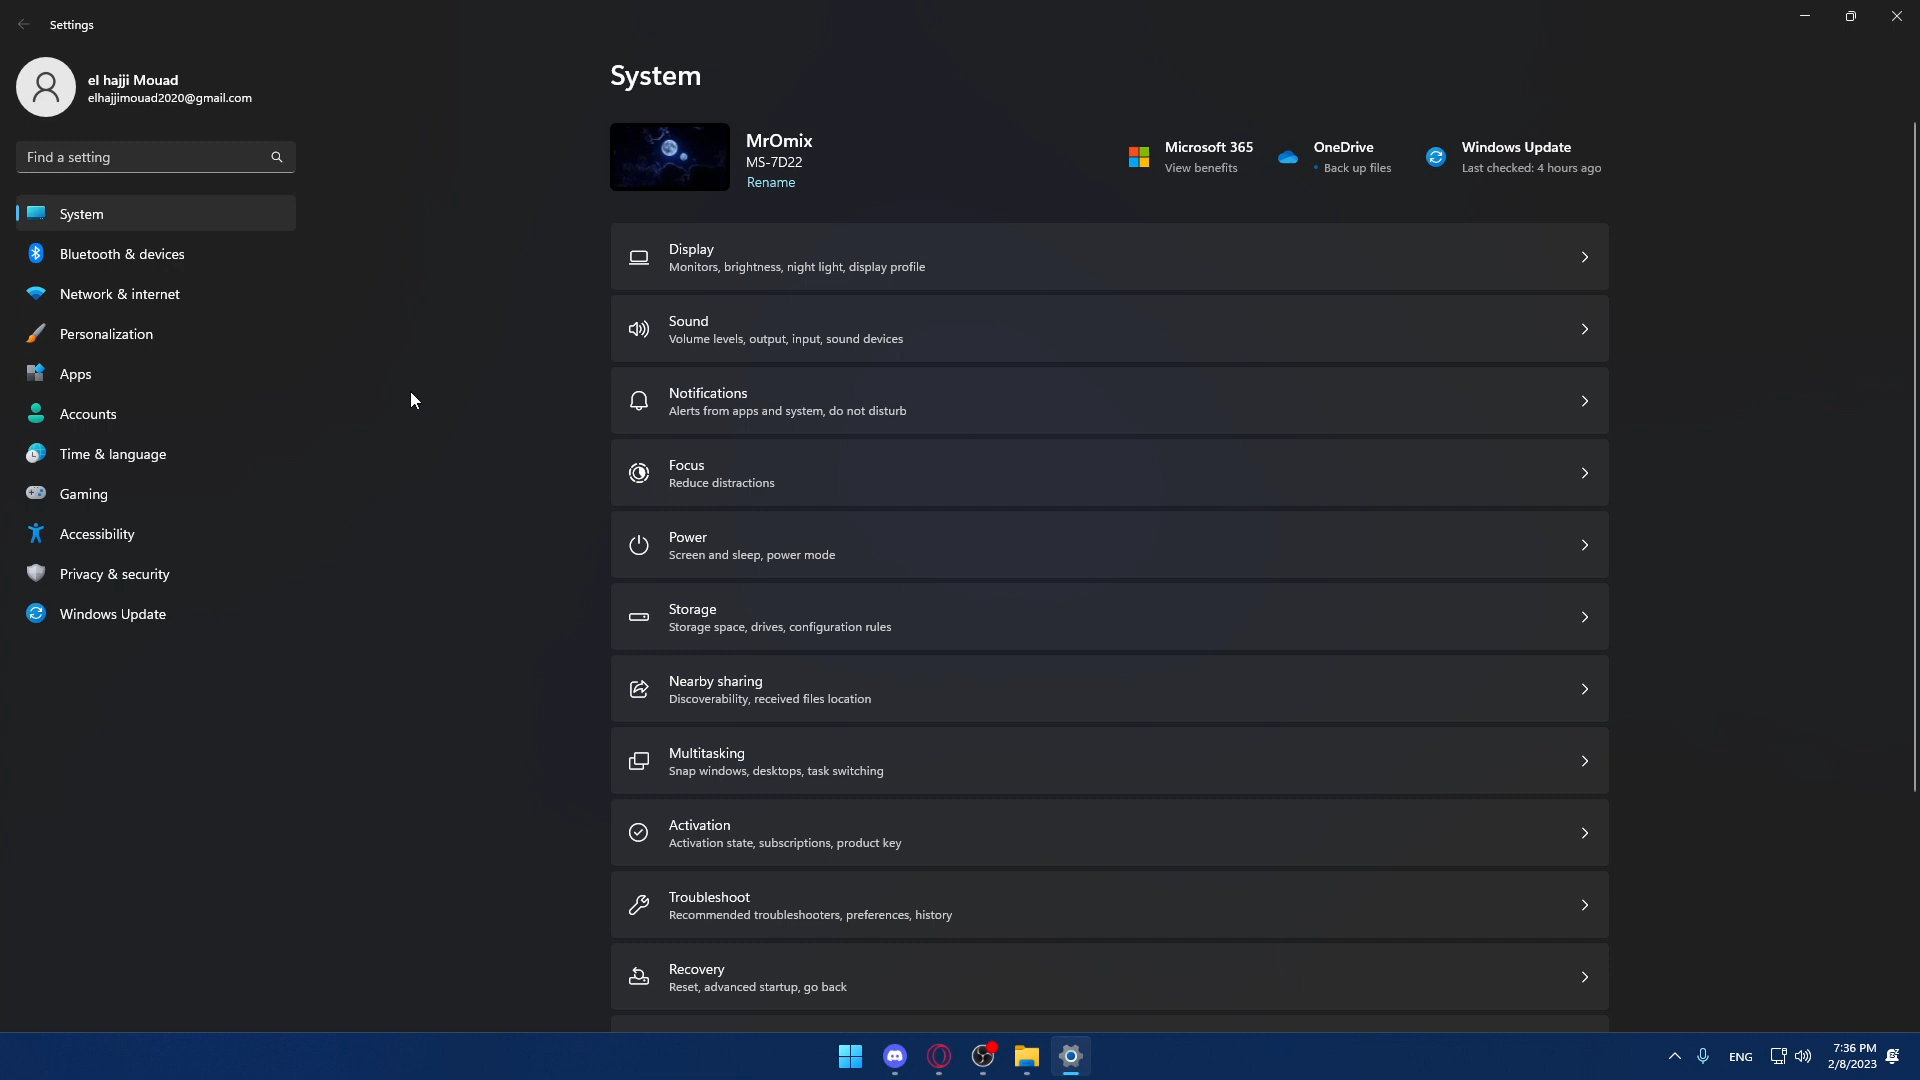 Settings
el hajji Mouad
elhajjimouad2020@gmail.com
Find a setting
System
Bluetooth & devices
Network & internet
Personalization
Apps
Accounts
Time & language
Gaming
Accessibility
Privacy & security
Windows Update
System
MrOmix
MS-7D22
Rename
Microsoft 365
View benefits
OneDrive
Back up files
Windows Update
Last checked: 4 hours ago
Display
Monitors, brightness, night light, display profile
Sound
Volume levels, output, input, sound devices
Notifications
Alerts from apps and system, do not disturb
Focus
Reduce distractions
Power
Screen and sleep, power mode
Storage
Storage space, drives, configuration rules
Nearby sharing
Discoverability, received files location
Multitasking
Snap windows, desktops, task switching
Activation
Activation state, subscriptions, product key
Troubleshoot
Recommended troubleshooters, preferences, history
Recovery
Reset, advanced startup, go back
ENG
7:36 PM
2/8/2023